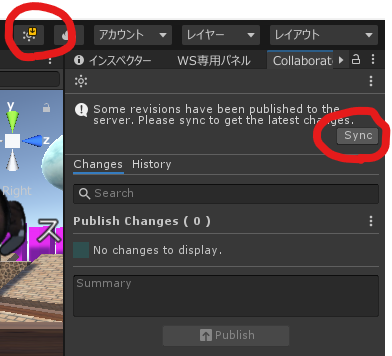 アカウント
レイヤー
レイアウト
インスペクター
WS専用パネル
Collaborate
Some revisions have been published to the
server. Please sync to get the latest changes.
Sync
Changes
History
Search
Publish Changes ( 0 )
No changes to display.
Summary
Publish
y
z
Right
ス